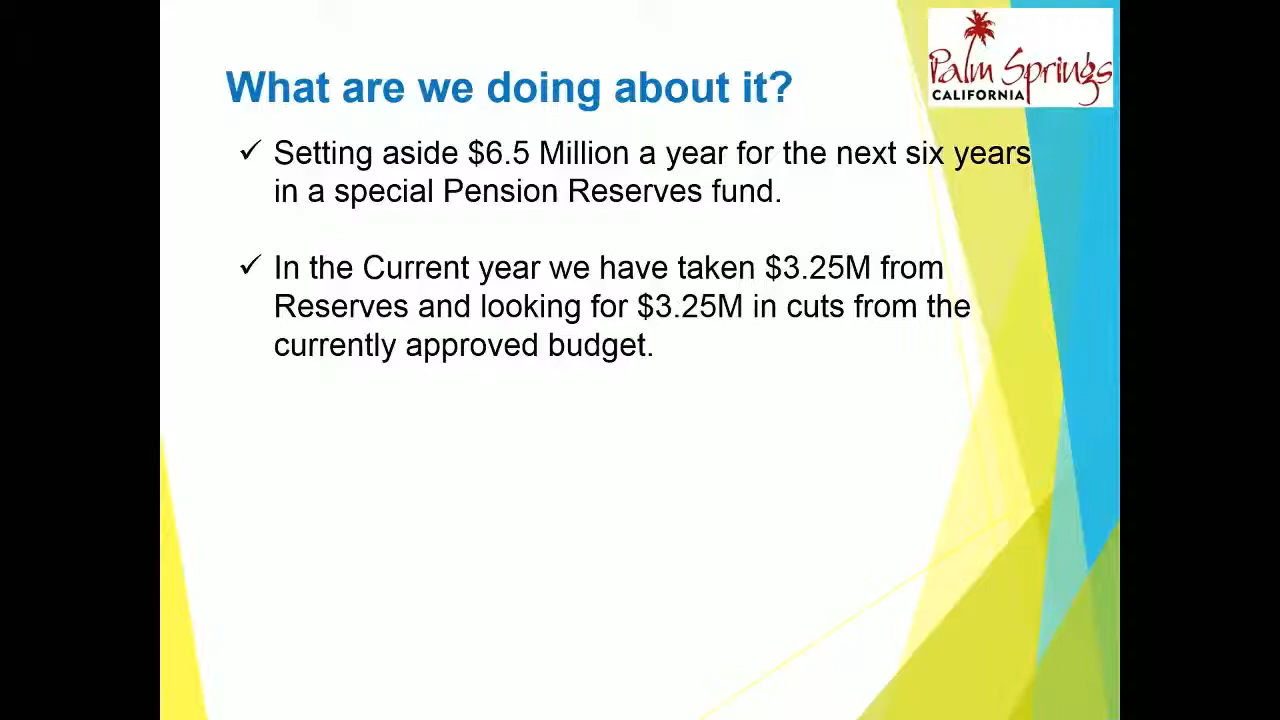 Palm Springs
CALIFORNIA
What are we doing about it?
✓ Setting aside $6.5 Million a year for the next six years
in a special Pension Reserves fund.
✓ In the Current year we have taken $3.25M from
Reserves and looking for $3.25M in cuts from the
currently approved budget.